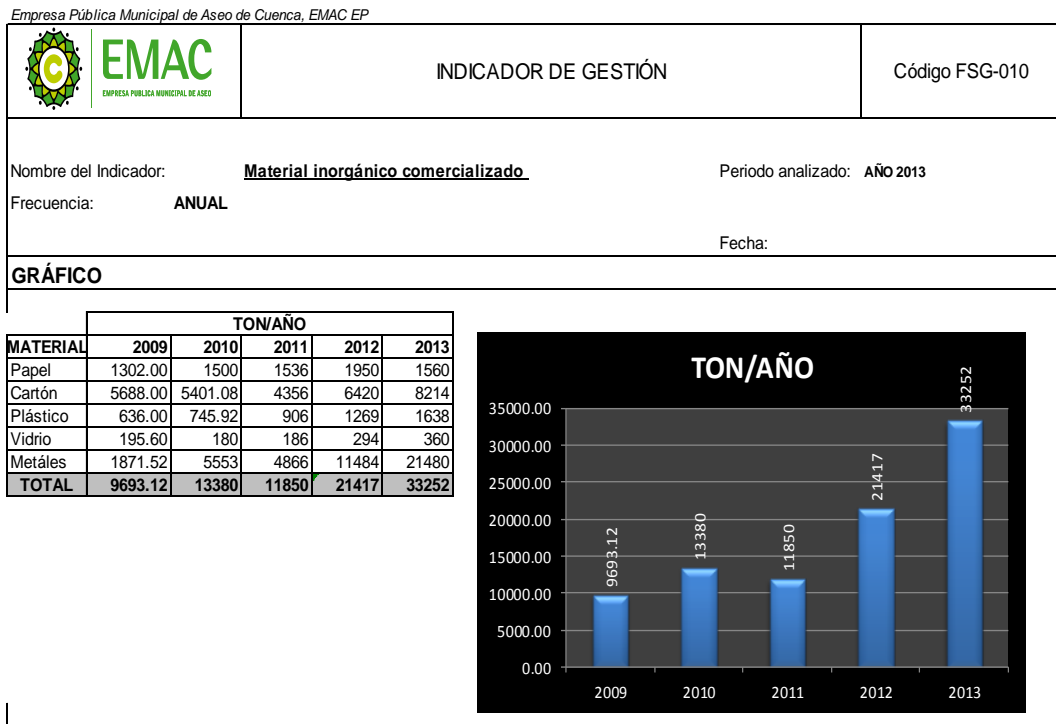 Empresa Pública Municipal de Aseo de Cuenca, EMAC EP
EMAC
EMPRESA PUBLICA MUNICIPAL DE ASEO
INDICADOR DE GESTIÓN
Código FSG-010
Nombre del Indicador: Material inorgánico comercializado Periodo analizado: AÑO 2013
Frecuencia: ANUAL
Fecha:
GRÁFICO
TON/AÑO
MATERIAL 2009 2010 2011 2012 2013
Papel 1302.00 1500 1536 1950 1560
Cartón 5688.00 5401.08 4356 6420 8214
Plástico 636.00 745.92 906 1269 1638
Vidrio 195.60 180 186 294 360
Metáles 1871.52 5553 4866 11484 21480
TOTAL 9693.12 13380 11850 21417 33252
TON/AÑO
35000.00
30000.00
25000.00
20000.00
15000.00
10000.00
5000.00
0.00
9693.12
13380
11850
21417
33252
2009 2010 2011 2012 2013